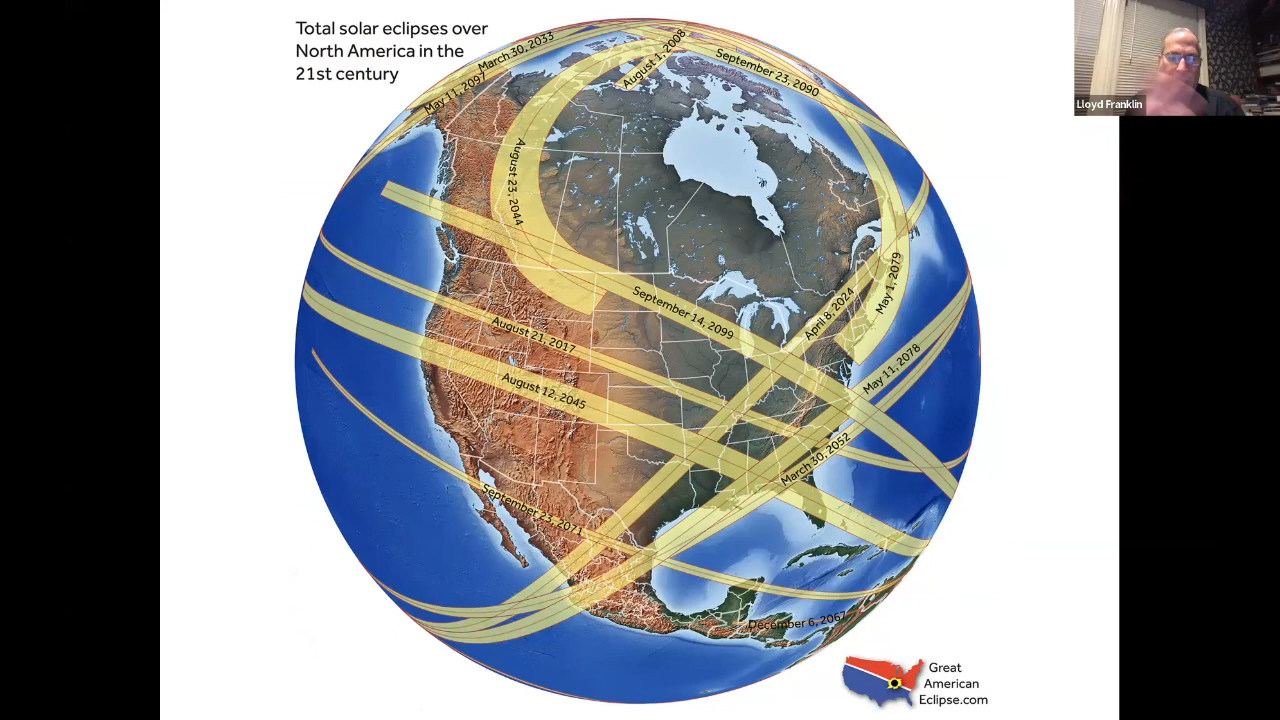 Total solar eclipses over
North America in the
21st century
March 30, 2033
May 11, 2097
August 1, 2008
September 23, 2090
Lloyd Franklin
August 23, 2044
September 14, 2099
April 8, 2024
May 1, 2079
August 21, 2017
May 11, 2078
August 12, 2045
March 30, 2052
September 23, 2071
December 6, 2067
Great
American
Eclipse.com